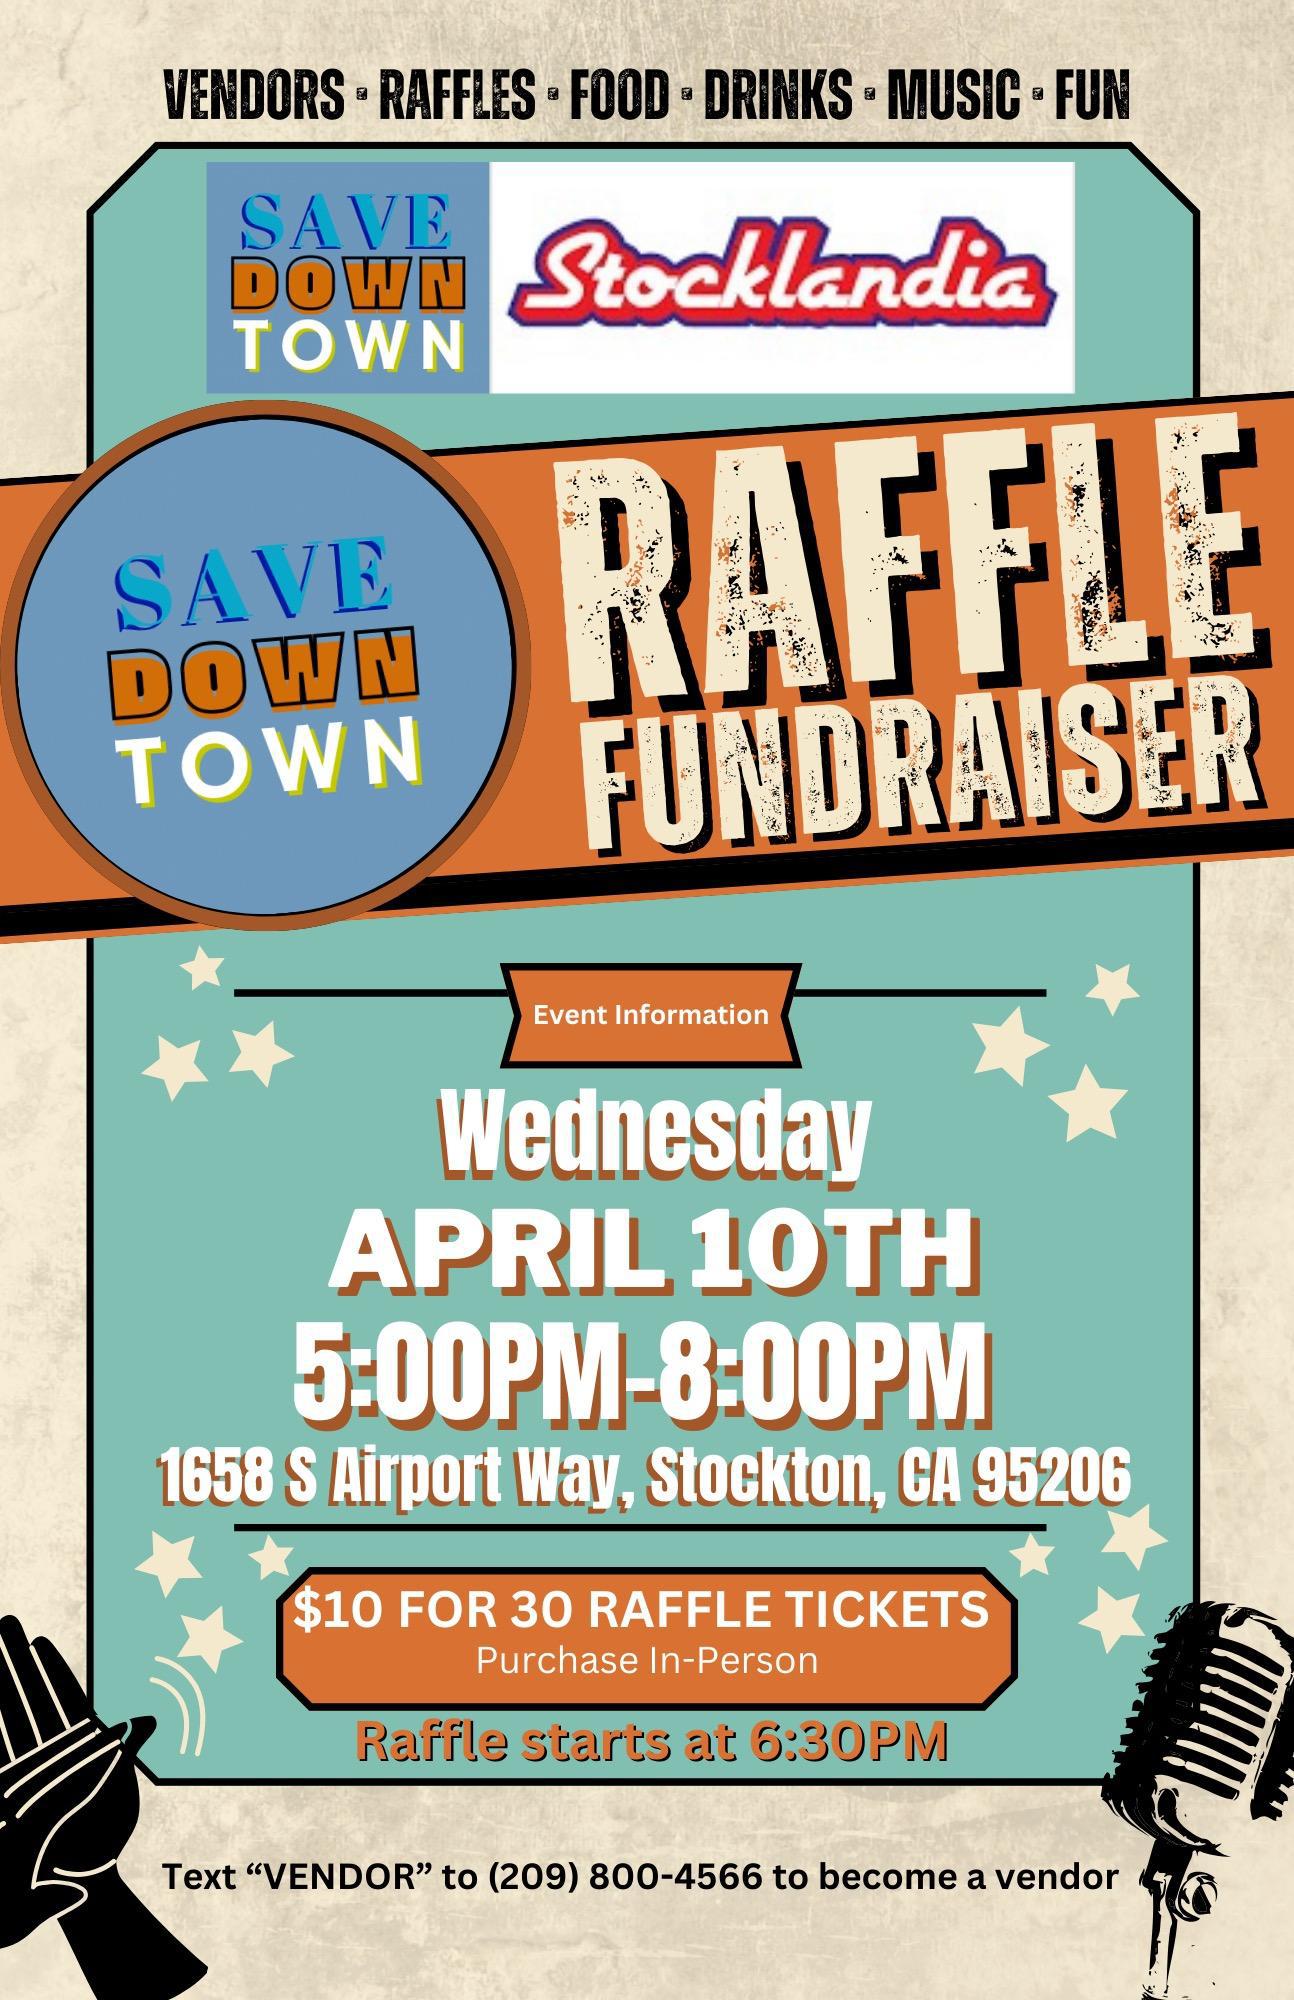 VENDORS · RAFFLES · FOOD · DRINKS · MUSIC · FUN
SAVE
DOWN
TOWN
Stocklandia
SAVE
DOWN
TOWN
RAFFLE
FUNDRAISER
Event Information
Wednesday
APRIL 10TH
5:00PM-8:00PM
1658 S Airport Way, Stockton, CA 95206
$10 FOR 30 RAFFLE TICKETS
Purchase In-Person
Raffle starts at 6:30PM
Text “VENDOR” to (209) 800-4566 to become a vendor